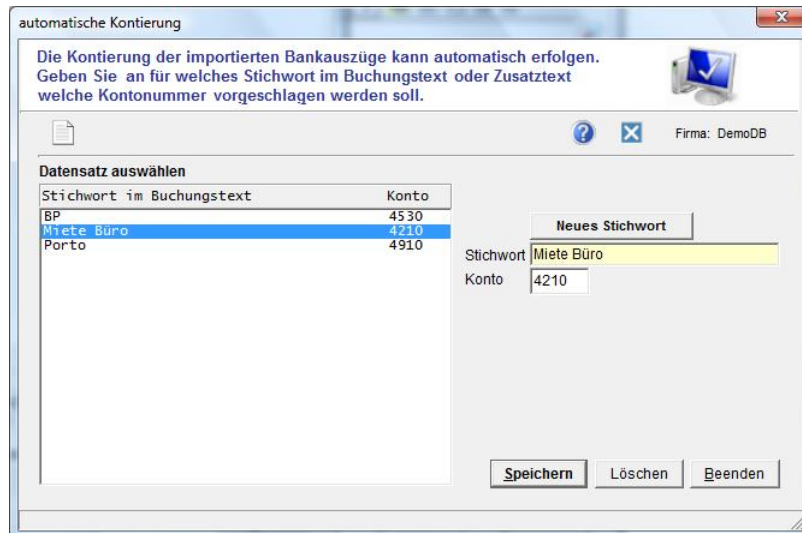 automatische Kontierung
Die Kontierung der importierten Bankauszüge kann automatisch erfolgen.
Geben Sie an für welches Stichwort im Buchungstext oder Zusatztext
welche Kontonummer vorgeschlagen werden soll.
Firma: DemoDB
Datensatz auswählen
Stichwort im Buchungstext Konto
BP 4530
Miete Büro 4210
Porto 4910
Neues Stichwort
Stichwort Miete Büro
Konto 4210
Speichern Löschen Beenden